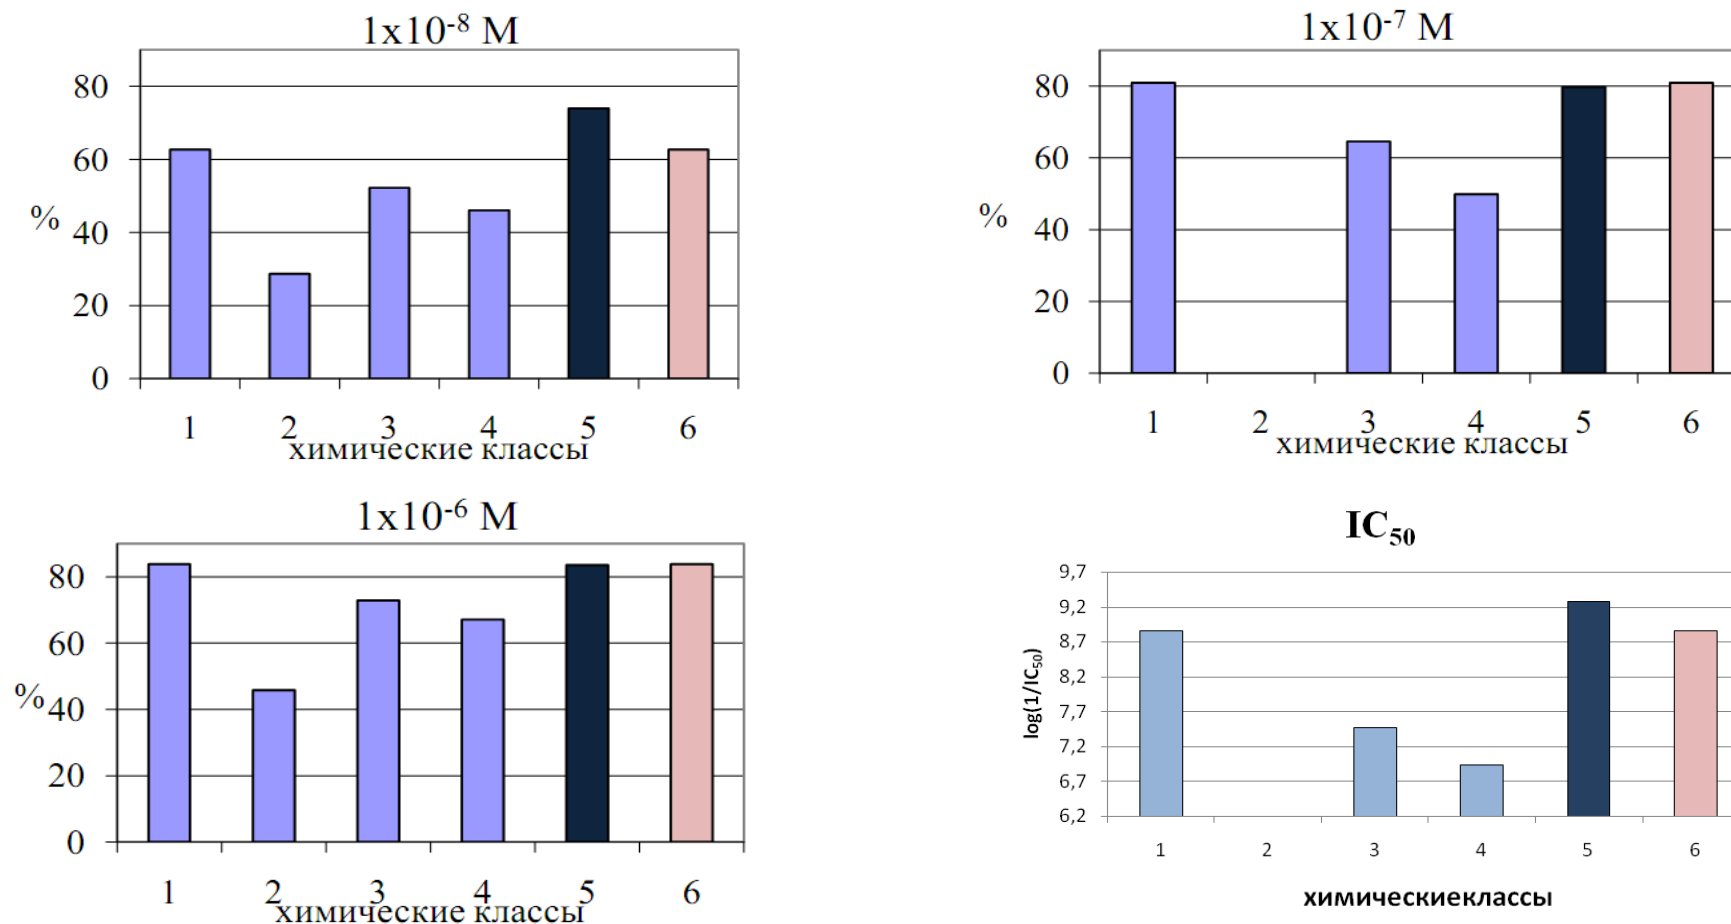 1x10⁻⁸ М
80
60
40
20
0
%
1 2 3 4 5 6
химические классы
1x10⁻⁷ М
80
60
40
20
0
%
1 2 3 4 5 6
химические классы
1x10⁻⁶ М
80
60
40
20
0
%
1 2 3 4 5 6
химические классы
IC₅₀
9,7
9,2
8,7
8,2
7,7
7,2
6,7
6,2
log(1/IC₅₀)
1 2 3 4 5 6
химическиеклассы